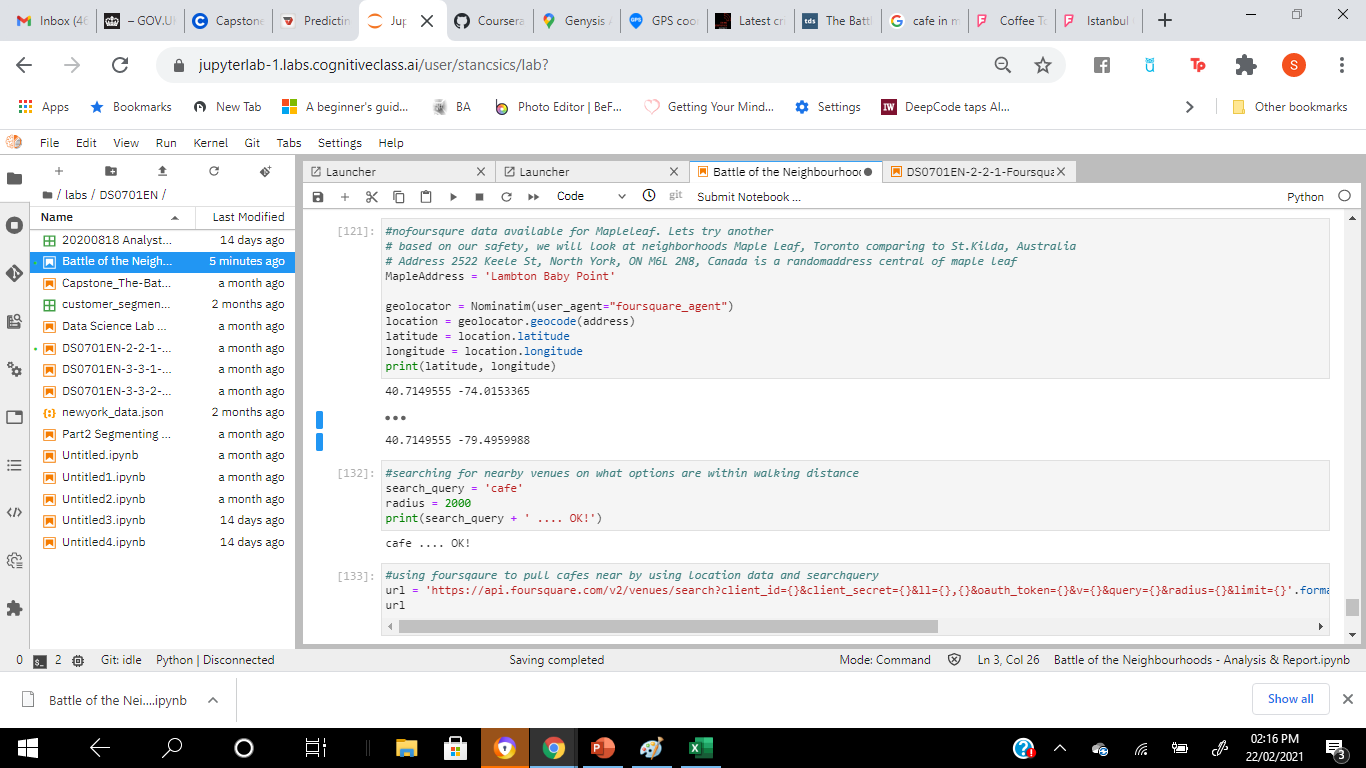 Inbox (46
– GOV.UK
Capstone
Predictin
Jup
Coursera
Genysis A
GPS coo
Latest cri
The Battl
cafe in m
Coffee To
Istanbul
jupyterlab-1.labs.cognitiveclass.ai/user/stancsics/lab?
S
Apps
Bookmarks
New Tab
A beginner's guid...
BA
Photo Editor | BeF...
Getting Your Mind...
Settings
DeepCode taps AI...
Other bookmarks
File Edit View Run Kernel Git Tabs Settings Help
/ labs / DS0701EN /
Name Last Modified
20200818 Analyst... 14 days ago
Battle of the Neigh... 5 minutes ago
Capstone_The-Bat... a month ago
customer_segmen... 2 months ago
Data Science Lab ... a month ago
DS0701EN-2-2-1-... a month ago
DS0701EN-3-3-1-... a month ago
DS0701EN-3-3-2-... a month ago
newyork_data.json 2 months ago
Part2 Segmenting ... a month ago
Untitled.ipynb a month ago
Untitled1.ipynb a month ago
Untitled2.ipynb a month ago
Untitled3.ipynb 14 days ago
Untitled4.ipynb 14 days ago
Launcher
Launcher
Battle of the Neighbourhood
DS0701EN-2-2-1-Foursqua
Code
git
Submit Notebook ...
Python
[121]: #nofoursqure data available for Mapleleaf. Lets try another
# based on our safety, we will look at neighborhoods Maple Leaf, Toronto comparing to St.Kilda, Australia
# Address 2522 Keele St, North York, ON M6L 2N8, Canada is a randomaddress central of maple leaf
MapleAddress = 'Lambton Baby Point'
geolocator = Nominatim(user_agent="foursquare_agent")
location = geolocator.geocode(address)
latitude = location.latitude
longitude = location.longitude
print(latitude, longitude)
40.7149555 -74.0153365
40.7149555 -79.4959988
[132]: #searching for nearby venues on what options are within walking distance
search_query = 'cafe'
radius = 2000
print(search_query + ' .... OK!')
cafe .... OK!
[133]: #using foursqaure to pull cafes near by using location data and searchquery
url = 'https://api.foursquare.com/v2/venues/search?client_id={}&client_secret={}&ll={},{}&oauth_token={}&v={}&query={}&radius={}&limit={}'.forma
url
0 2 Git: idle Python | Disconnected Saving completed Mode: Command Ln 3, Col 26 Battle of the Neighbourhoods - Analysis & Report.ipynb
Battle of the Nei....ipynb
Show all
02:16 PM
22/02/2021
3